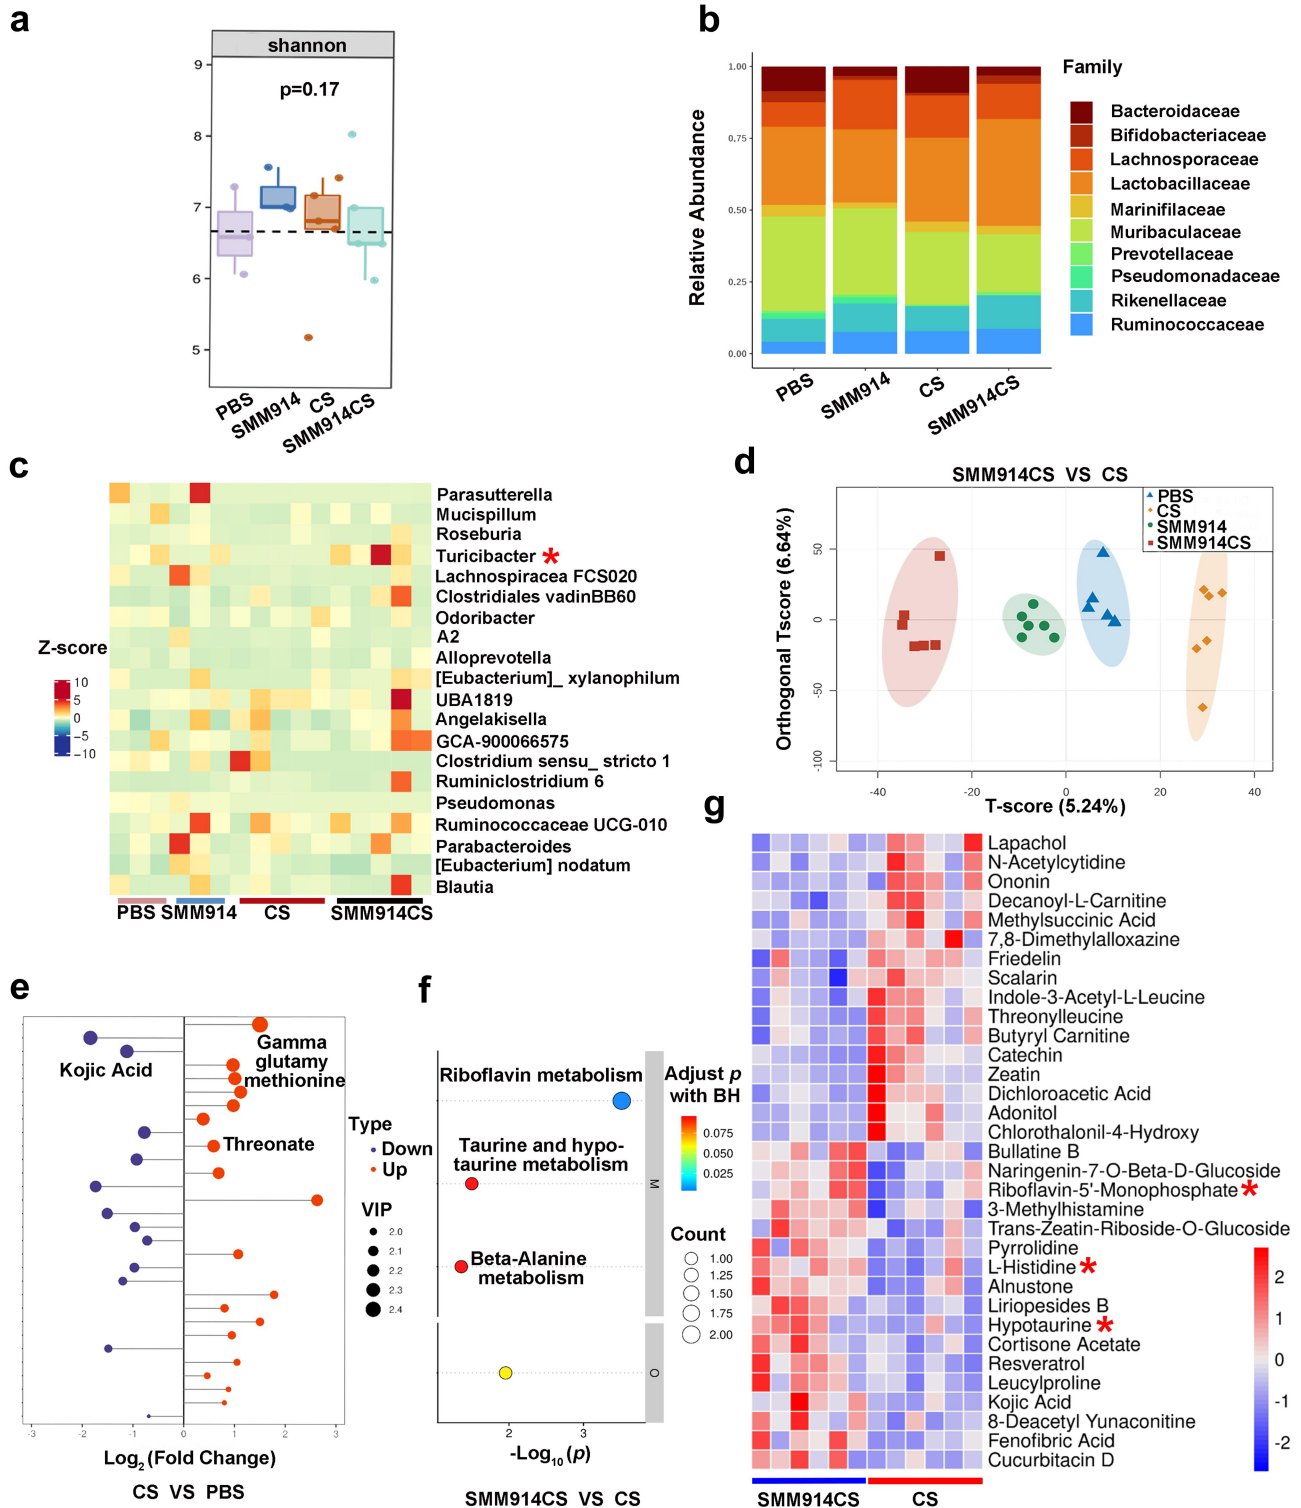 a
shannon
p=0.17
9
8
7
6
5
PBS
SMM914
CS
SMM914CS
b
Relative Abundance
1.00
0.75
0.50
0.25
0.00
PBS
SMM914
CS
SMM914CS
Family
Bacteroidaceae
Bifidobacteriaceae
Lachnosporaceae
Lactobacillaceae
Marinifilaceae
Muribaculaceae
Prevotellaceae
Pseudomonadaceae
Rikenellaceae
Ruminococcaceae
c
Z-score
10
5
0
-5
-10
Parasutterella
Mucispillum
Roseburia
Turicibacter *
Lachnospiracea FCS020
Clostridiales vadinBB60
Odoribacter
A2
Alloprevotella
[Eubacterium]_ xylanophilum
UBA1819
Angelakisella
GCA-900066575
Clostridium sensu_ stricto 1
Ruminiclostridium 6
Pseudomonas
Ruminococcaceae UCG-010
Parabacteroides
[Eubacterium] nodatum
Blautia
PBS SMM914 CS SMM914CS
d
SMM914CS VS CS
PBS
CS
SMM914
SMM914CS
Orthogonal Tscore (6.64%)
50
0
-50
-100
-40 -20 0 20 40
T-score (5.24%)
e
Kojic Acid
Gamma
glutamy
methionine
Threonate
Type
Down
Up
VIP
2.0
2.1
2.2
2.3
2.4
-3 -2 -1 0 1 2 3
Log2 (Fold Change)
CS VS PBS
f
Riboflavin metabolism
Taurine and hypo-
taurine metabolism
Beta-Alanine
metabolism
M
O
2 3
-Log10 (p)
SMM914CS VS CS
Adjust p
with BH
0.075
0.050
0.025
Count
1.00
1.25
1.50
1.75
2.00
g
Lapachol
N-Acetylcytidine
Ononin
Decanoyl-L-Carnitine
Methylsuccinic Acid
7,8-Dimethylalloxazine
Friedelin
Scalarin
Indole-3-Acetyl-L-Leucine
Threonylleucine
Butyryl Carnitine
Catechin
Zeatin
Dichloroacetic Acid
Adonitol
Chlorothalonil-4-Hydroxy
Bullatine B
Naringenin-7-O-Beta-D-Glucoside
Riboflavin-5'-Monophosphate *
3-Methylhistamine
Trans-Zeatin-Riboside-O-Glucoside
Pyrrolidine
L-Histidine *
Alnustone
Liriopesides B
Hypotaurine *
Cortisone Acetate
Resveratrol
Leucylproline
Kojic Acid
8-Deacetyl Yunaconitine
Fenofibric Acid
Cucurbitacin D
SMM914CS CS
2
1
0
-1
-2